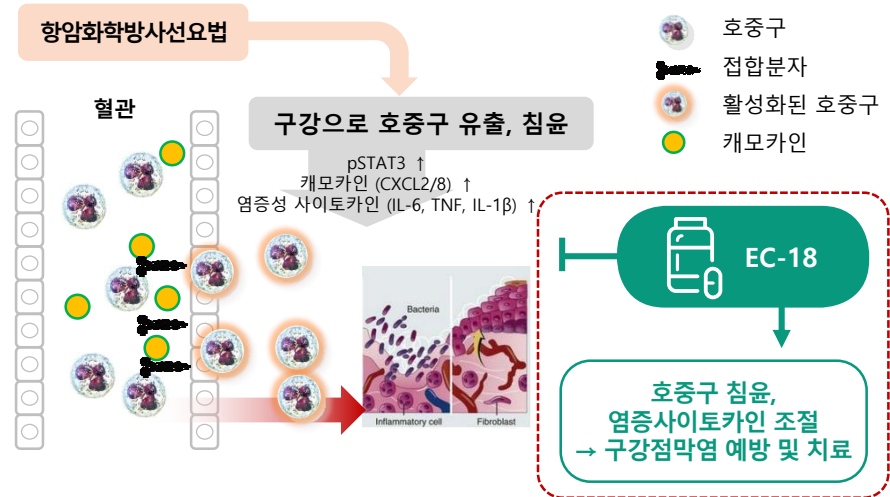 항암화학방사선요법
호중구
접합분자
활성화된 호중구
캐모카인
혈관
구강으로 호중구 유출, 침윤
pSTAT3 ↑
캐모카인 (CXCL2/8) ↑
염증성 사이토카인 (IL-6, TNF, IL-1β) ↑
EC-18
Bacteria
Inflammatory cell
Fibroblast
호중구 침윤,
염증사이토카인 조절
→ 구강점막염 예방 및 치료